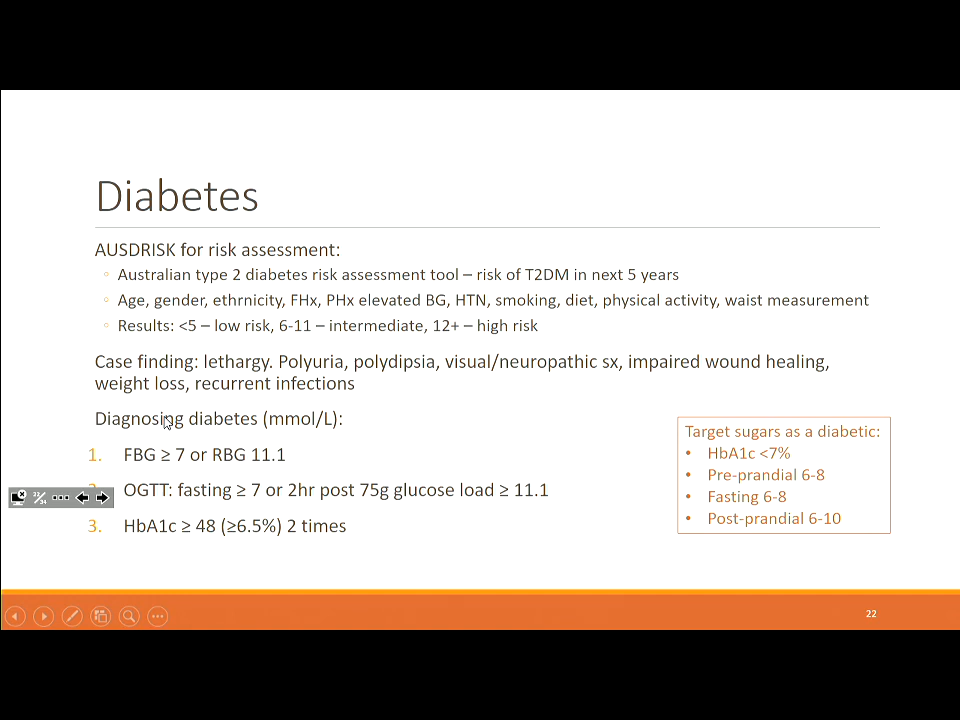 Diabetes
AUSDRISK for risk assessment:
◦ Australian type 2 diabetes risk assessment tool – risk of T2DM in next 5 years
◦ Age, gender, ethrnicity, FHx, PHx elevated BG, HTN, smoking, diet, physical activity, waist measurement
◦ Results: <5 – low risk, 6-11 – intermediate, 12+ – high risk
Case finding: lethargy. Polyuria, polydipsia, visual/neuropathic sx, impaired wound healing,
weight loss, recurrent infections
Diagnosing diabetes (mmol/L):
1. FBG ≥ 7 or RBG 11.1
OGTT: fasting ≥ 7 or 2hr post 75g glucose load ≥ 11.1
3. HbA1c ≥ 48 (≥6.5%) 2 times
Target sugars as a diabetic:
• HbA1c <7%
• Pre-prandial 6-8
• Fasting 6-8
• Post-prandial 6-10
22